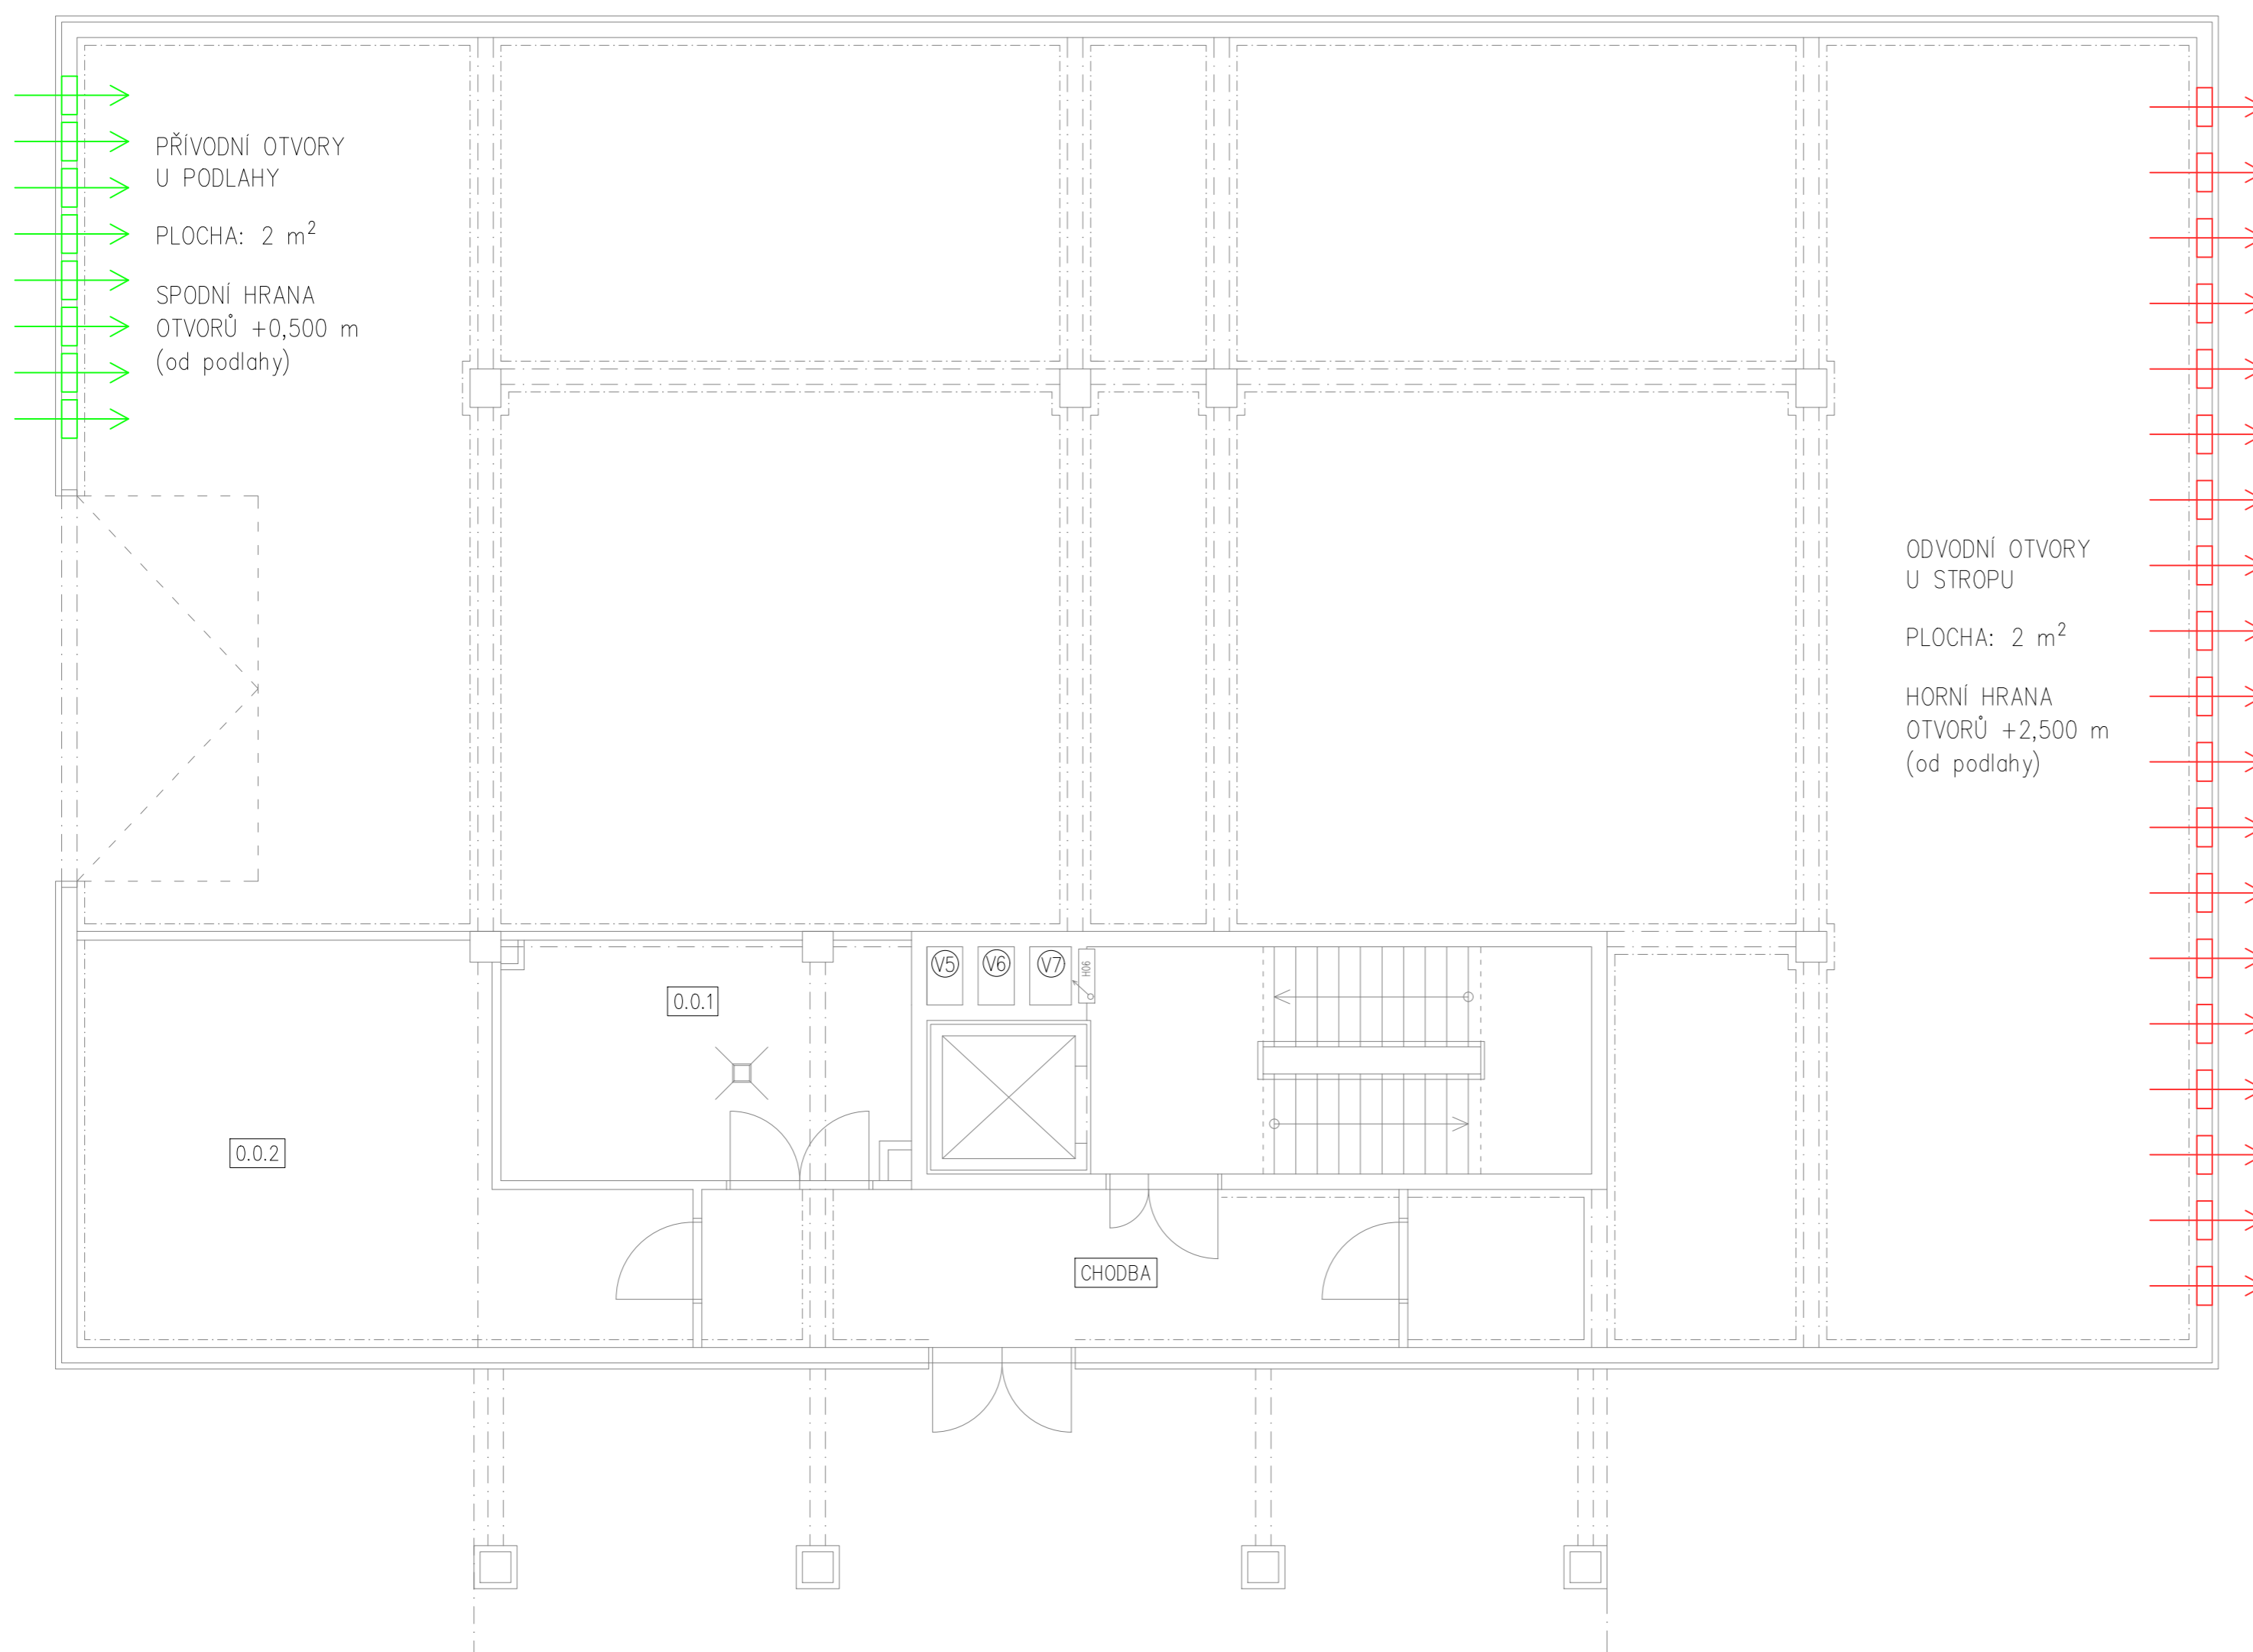 PŘÍVODNÍ OTVORY
U PODLAHY
PLOCHA: 2 m²
SPODNÍ HRANA
OTVORŮ +0,500 m
(od podlahy)
ODVODNÍ OTVORY
U STROPU
PLOCHA: 2 m²
HORNÍ HRANA
OTVORŮ +2,500 m
(od podlahy)
V5
V6
V7
H06
0.0.1
0.0.2
CHODBA